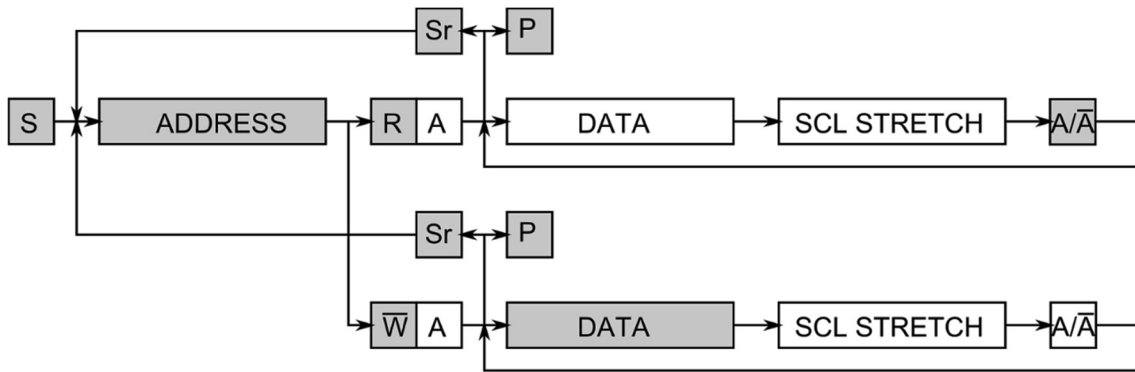 Sr P
S ADDRESS R A DATA SCL STRETCH A/A̅
Sr P
W̅ A DATA SCL STRETCH A/A̅